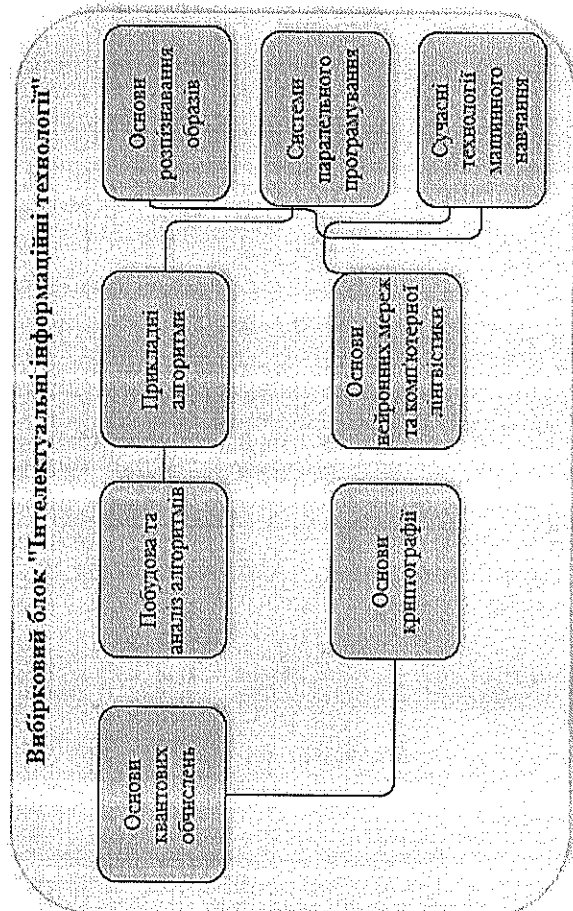 Вибірковий блок "Інтелектуальні інформаційні технології"
Основи
квантових
обчислень
Побудова та
аналіз алгоритмів
Прикладні
алгоритми
Основи
розпізнавання
образів
Основи
криптографії
Основи
нейронних мереж
та комп'ютерної
лінгвістики
Системи
паралельного
програмування
Сучасні
технології
машинного
навчання